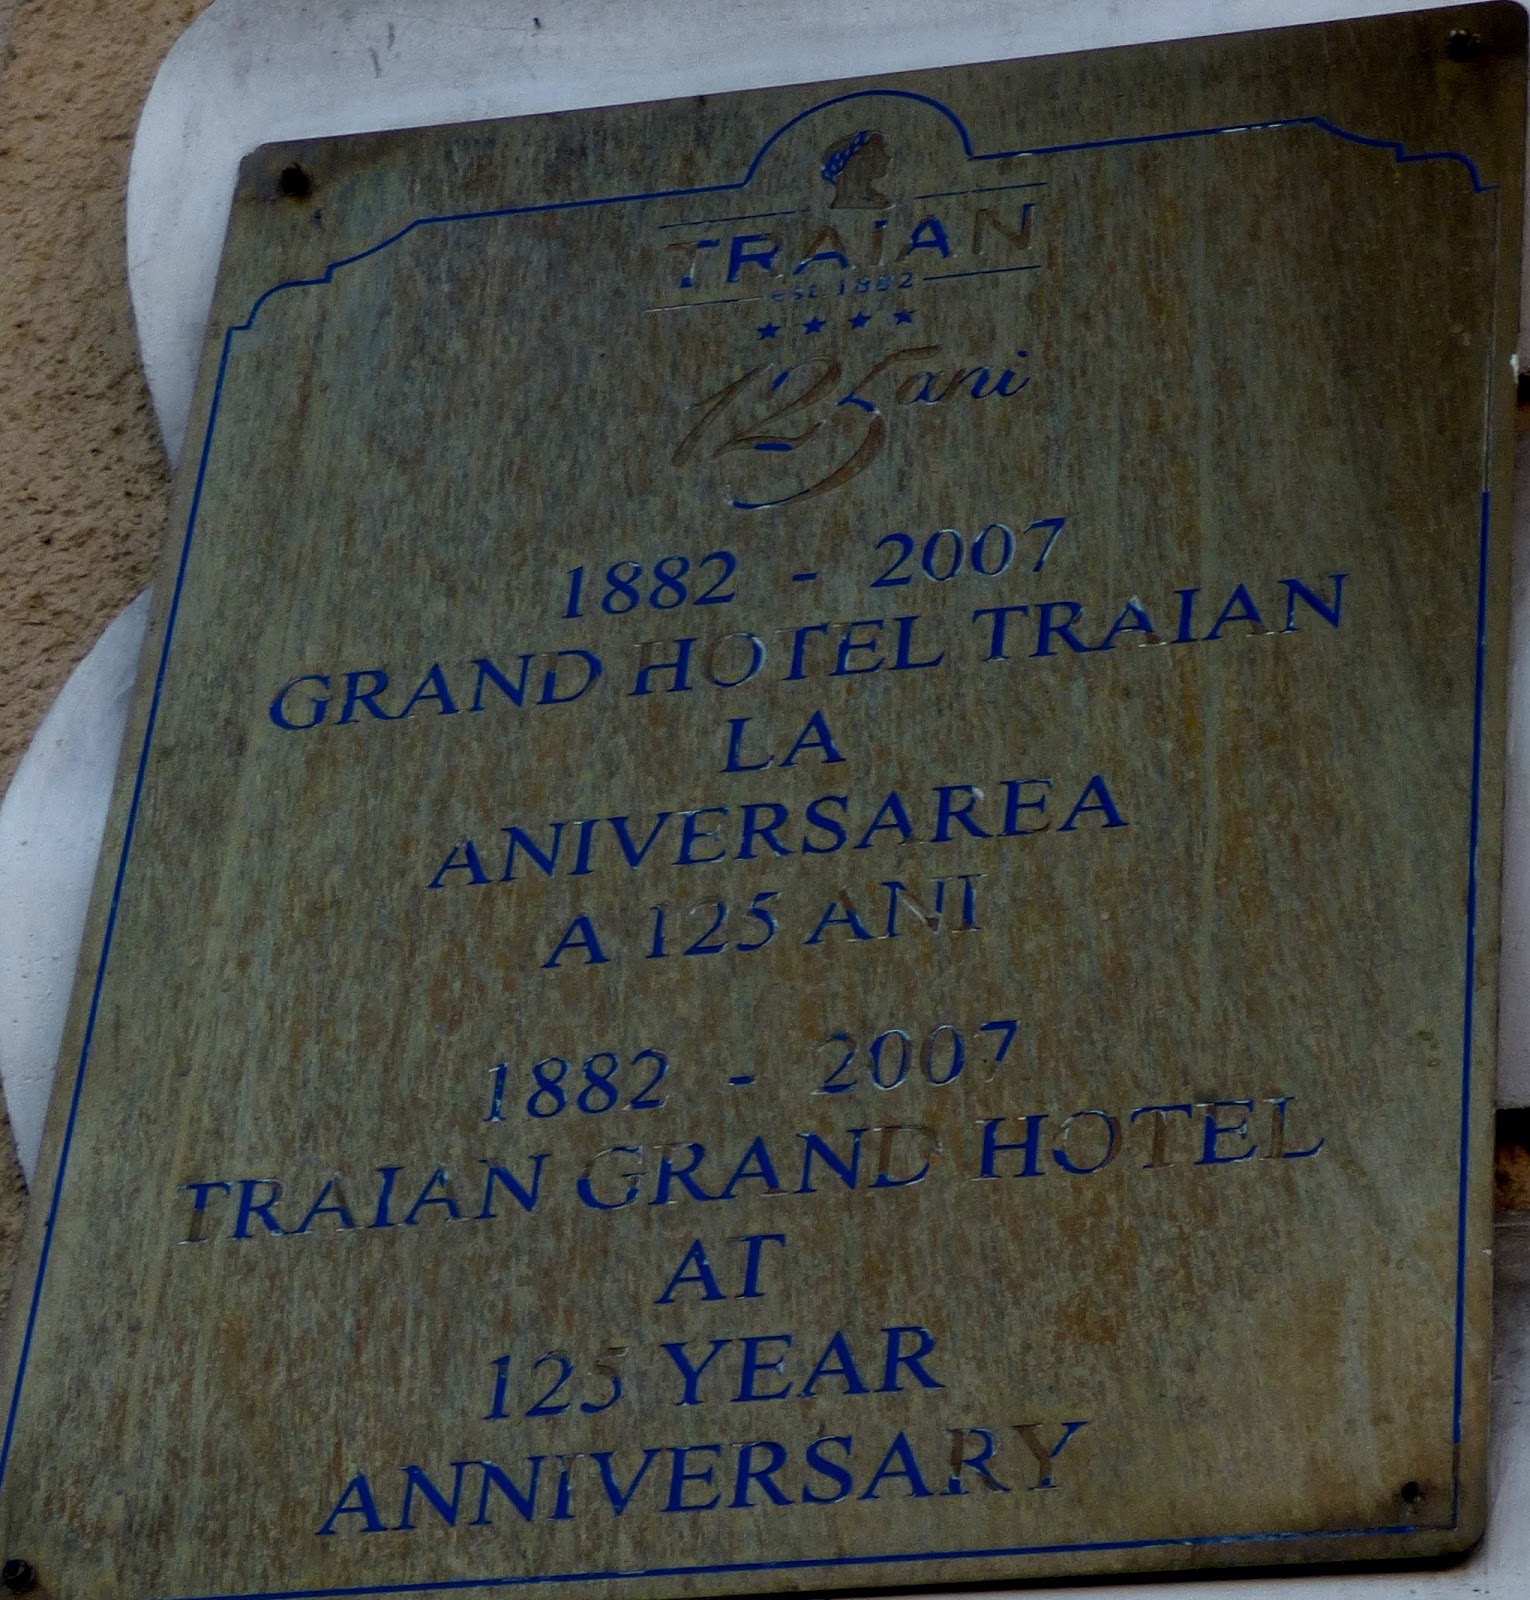 TRAIAN
est. 1882
125 ani
1882 - 2007
GRAND HOTEL TRAIAN
LA
ANIVERSAREA
A 125 ANI
1882 - 2007
TRAIAN GRAND HOTEL
AT
125 YEAR
ANNIVERSARY